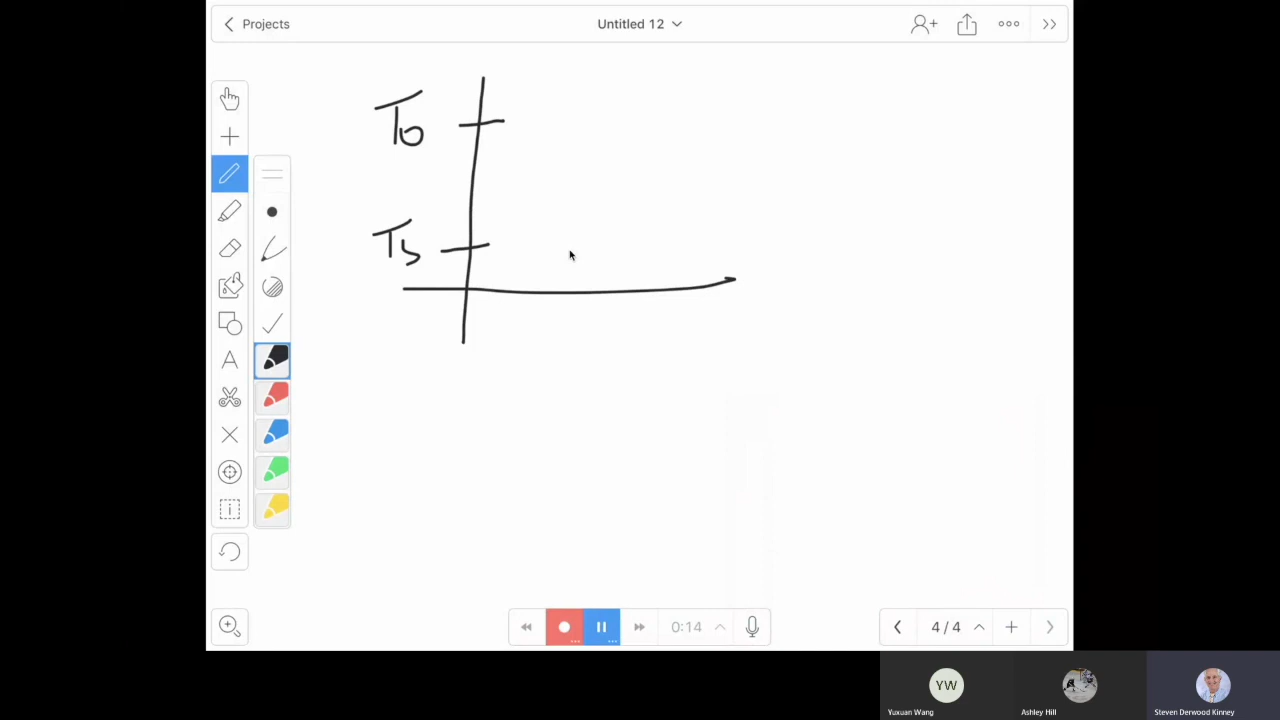 Projects
Untitled 12
To
Ts
A
0:14
4 / 4
YW
Yuxuan Wang
Ashley Hill
Steven Derwood Kinney